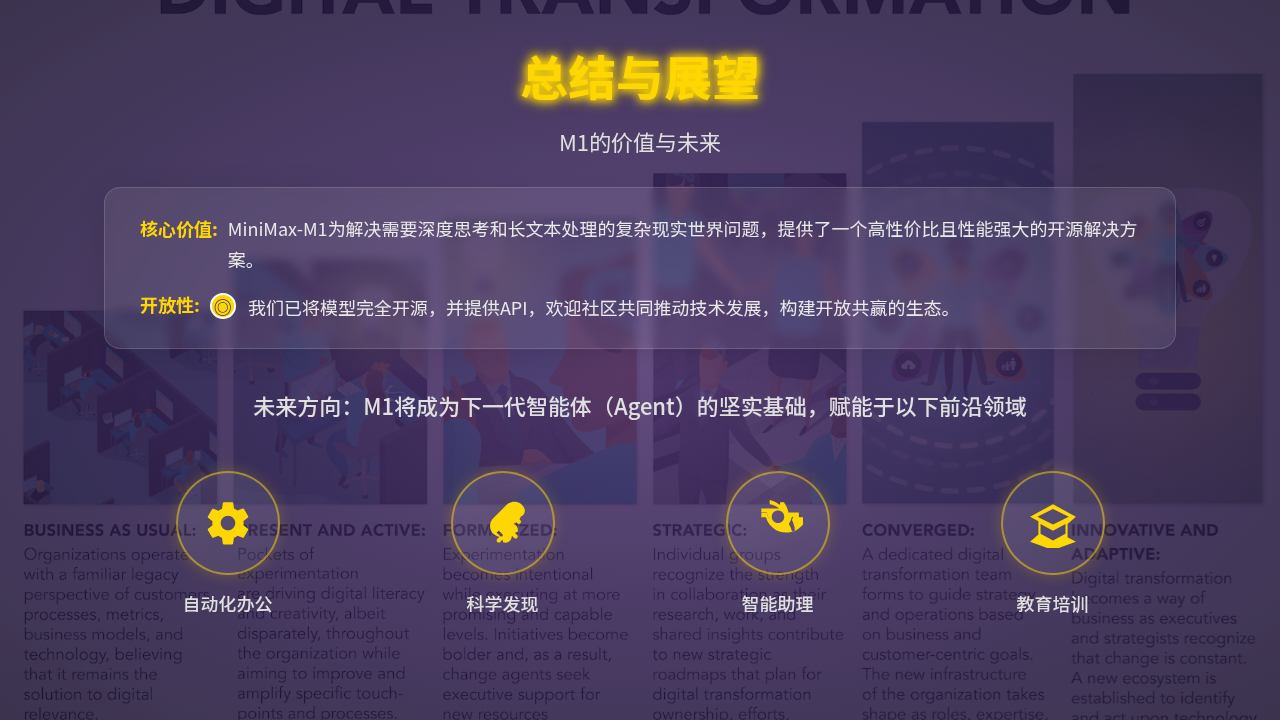 DIGITAL TRANSFORMATION
总结与展望
M1的价值与未来
核心价值: MiniMax-M1为解决需要深度思考和长文本处理的复杂现实世界问题，提供了一个高性价比且性能强大的开源解决方
案。
开放性: 我们已将模型完全开源，并提供API，欢迎社区共同推动技术发展，构建开放共赢的生态。
未来方向：M1将成为下一代智能体（Agent）的坚实基础，赋能于以下前沿领域
自动化办公
科学发现
智能助理
教育培训
BUSINESS AS USUAL:
Organizations operate
with a familiar legacy
perspective of customers,
processes, metrics,
business models, and
technology, believing
that it remains the
solution to digital
relevance.
PRESENT AND ACTIVE:
Pockets of
experimentation
are driving digital literacy
and creativity, albeit
disparately, throughout
the organization while
aiming to improve and
amplify specific touch-
points and processes.
FORMALIZED:
Experimentation
becomes intentional
while executing at more
promising and capable
levels. Initiatives become
bolder and, as a result,
change agents seek
executive support for
new resources
STRATEGIC:
Individual groups
recognize the strength
in collaboration as their
research, work, and
shared insights contribute
to new strategic
roadmaps that plan for
digital transformation
ownership, efforts,
CONVERGED:
A dedicated digital
transformation team
forms to guide strategy
and operations based
on business and
customer-centric goals.
The new infrastructure
of the organization takes
shape as roles, expertise,
INNOVATIVE AND
ADAPTIVE:
Digital transformation
becomes a way of
business as executives
and strategists recognize
that change is constant.
A new ecosystem is
established to identify
and act upon technology